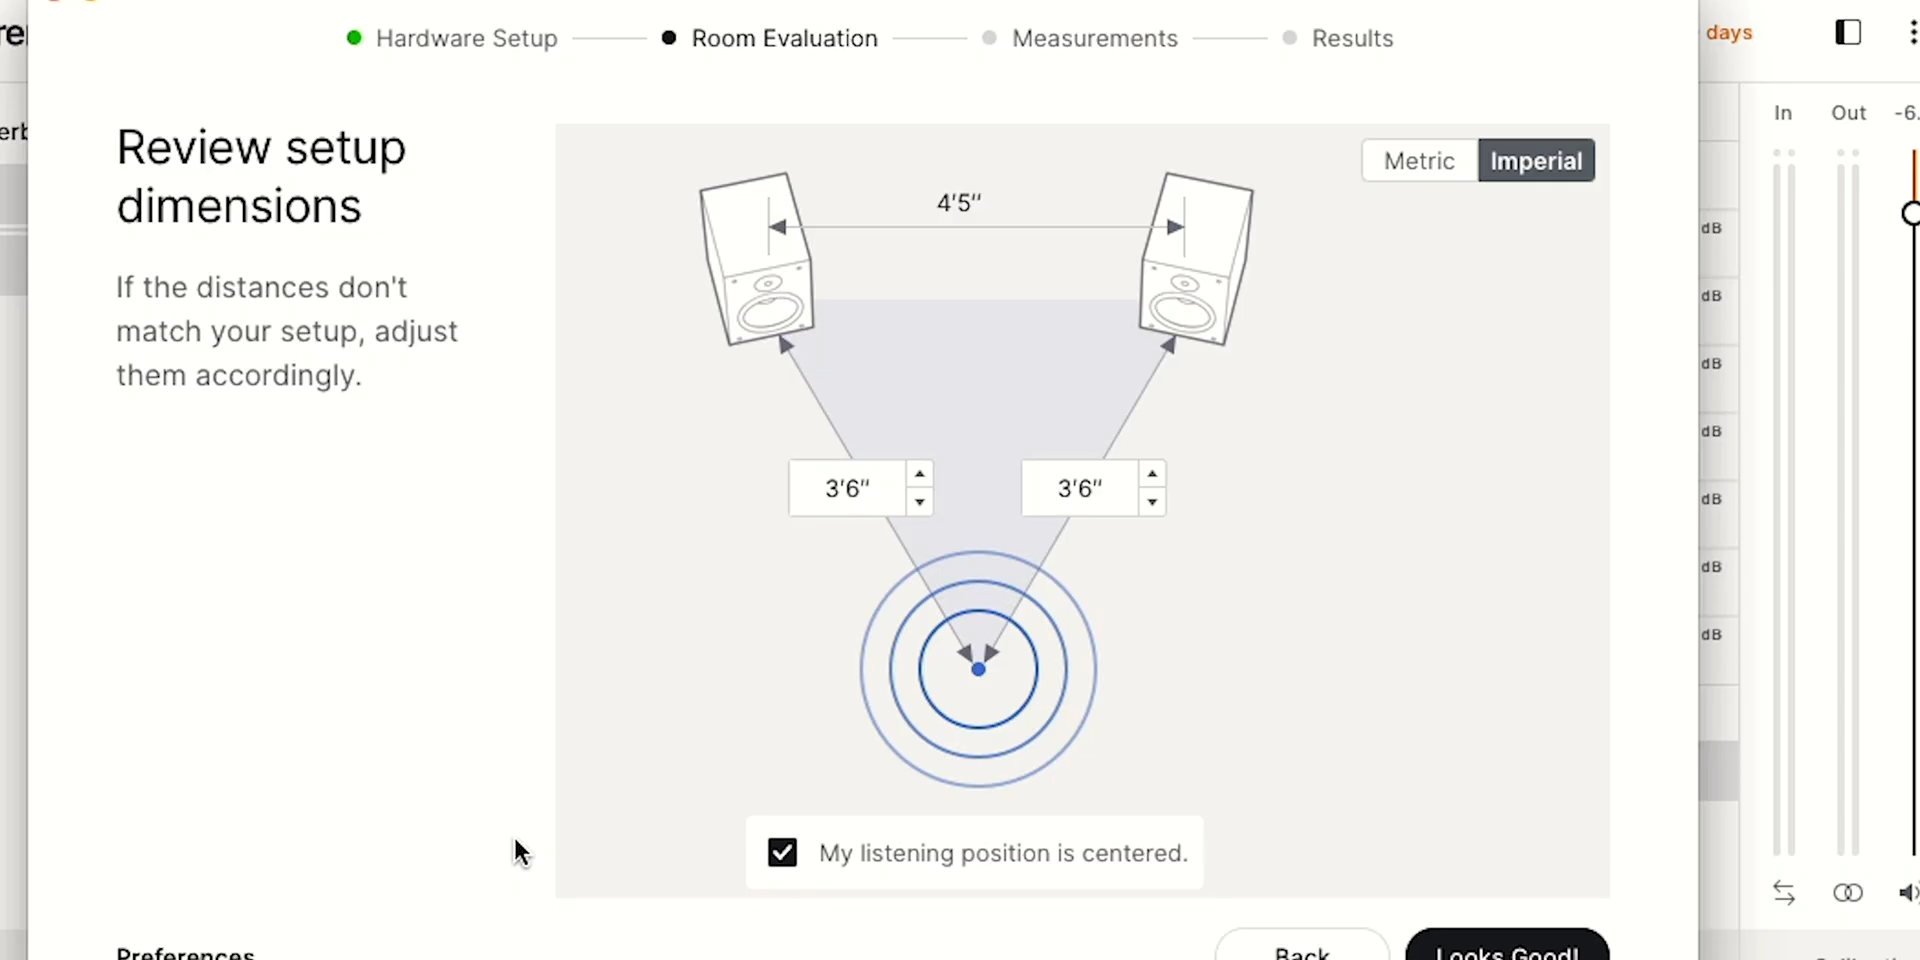 Hardware Setup
Room Evaluation
Measurements
Results
days
In
Out
-6.
Review setup
dimensions
If the distances don't
match your setup, adjust
them accordingly.
Metric
Imperial
4'5"
3'6"
3'6"
My listening position is centered.
dB
dB
dB
dB
dB
dB
dB
Preferences
Back
Looks Good!